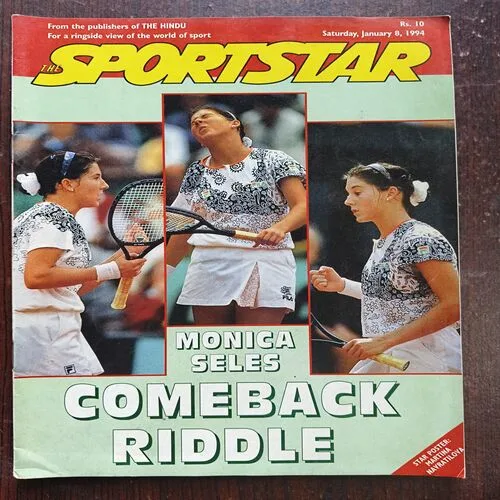 From the publishers of THE HINDU
Rs. 10
For a ringside view of the world of sport
Saturday, January 8, 1994
THE SPORTSTAR
FILA
MONICA
SELES
COMEBACK
RIDDLE
STAR POSTER:
MARTINA
NAVRATILOVA